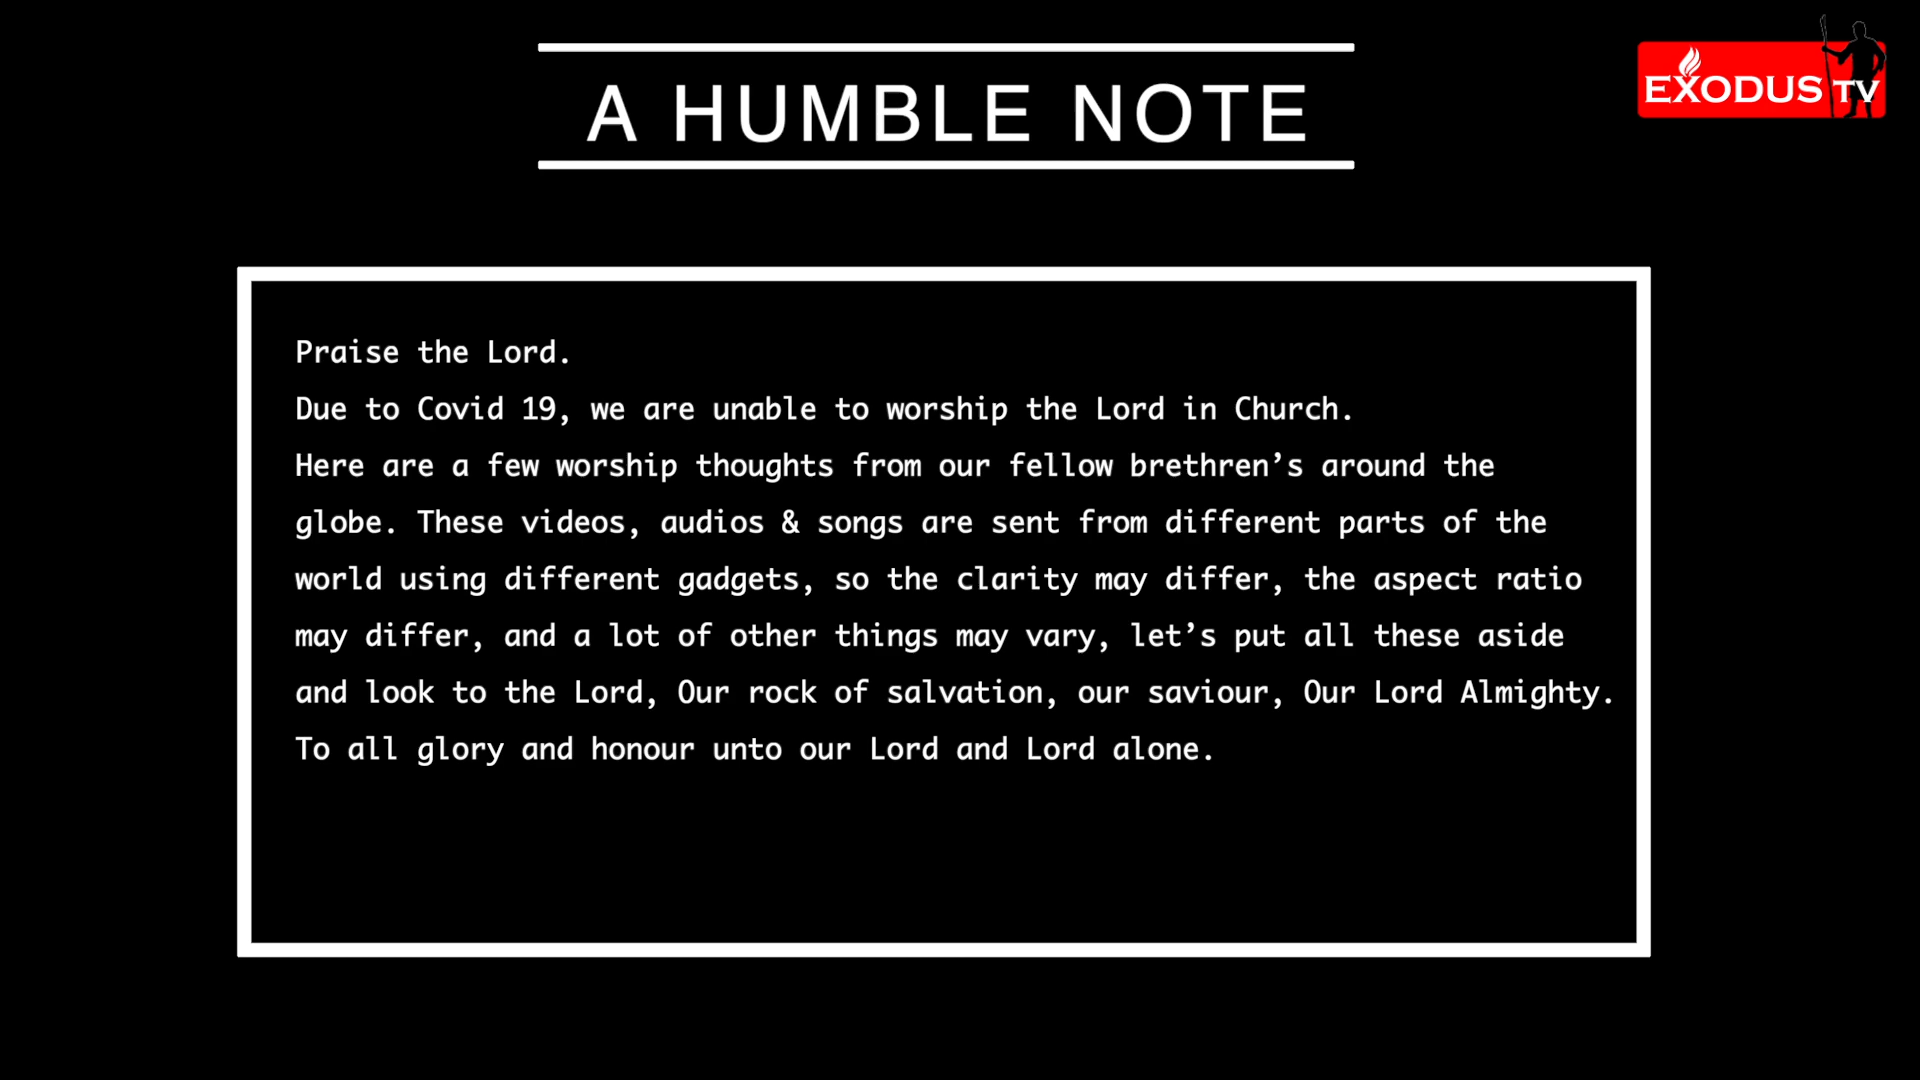 A HUMBLE NOTE
EXODUS TV
Praise the Lord.
Due to Covid 19, we are unable to worship the Lord in Church.
Here are a few worship thoughts from our fellow brethren’s around the
globe. These videos, audios & songs are sent from different parts of the
world using different gadgets, so the clarity may differ, the aspect ratio
may differ, and a lot of other things may vary, let’s put all these aside
and look to the Lord, Our rock of salvation, our saviour, Our Lord Almighty.
To all glory and honour unto our Lord and Lord alone.